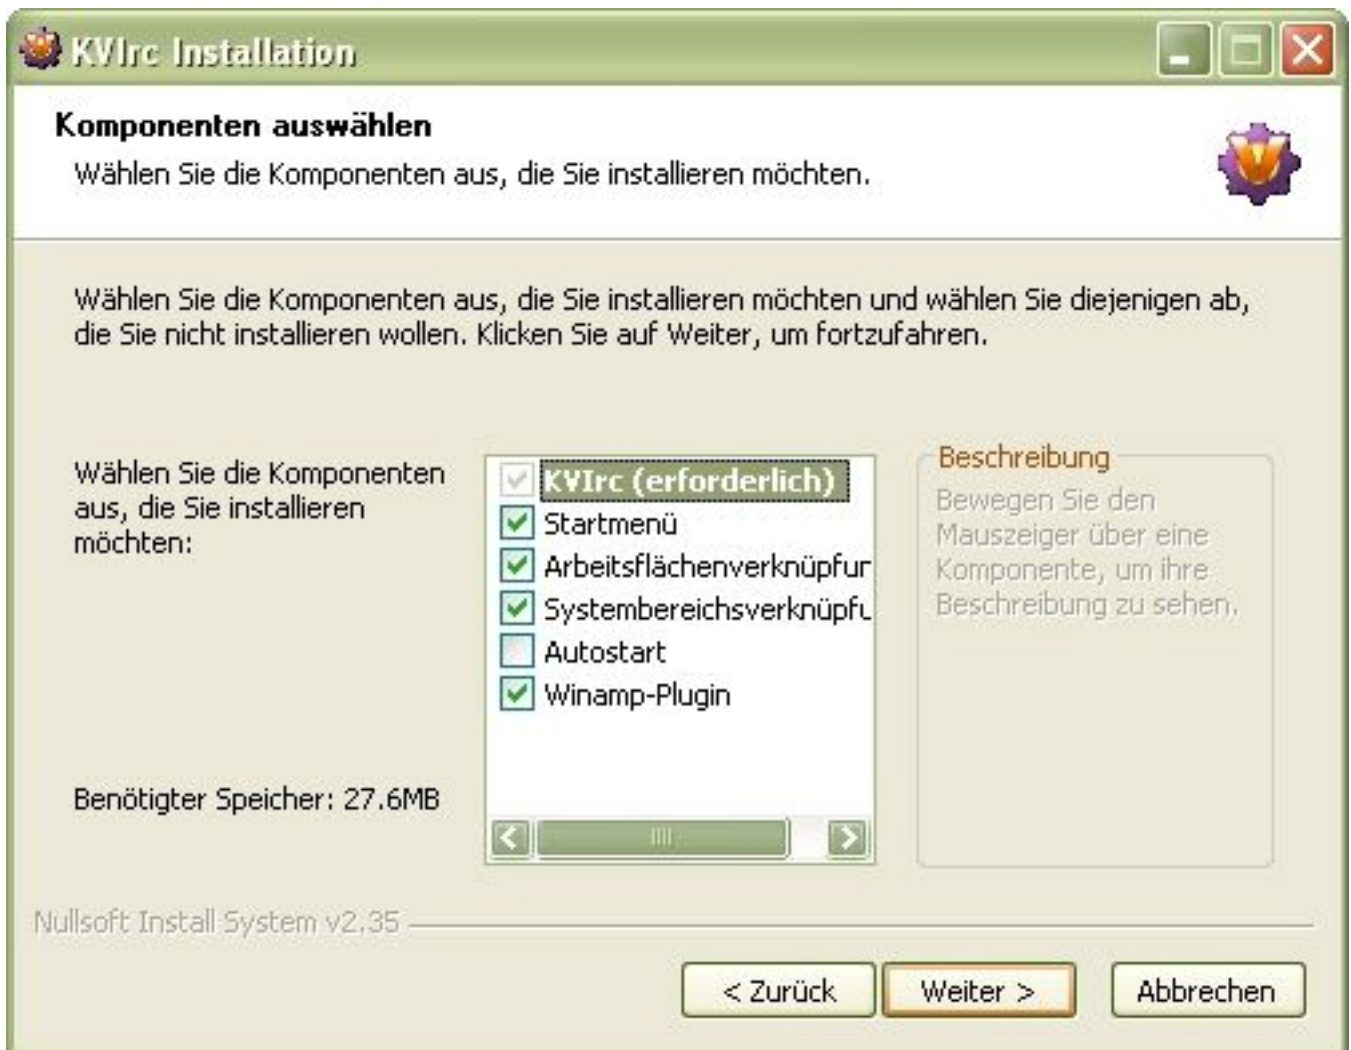 KVIrc Installation
Komponenten auswählen
Wählen Sie die Komponenten aus, die Sie installieren möchten.
Wählen Sie die Komponenten aus, die Sie installieren möchten und wählen Sie diejenigen ab,
die Sie nicht installieren wollen. Klicken Sie auf Weiter, um fortzufahren.
Wählen Sie die Komponenten
aus, die Sie installieren
möchten:
KVIrc (erforderlich)
Startmenü
Arbeitsflächenverknüpfun
Systembereichsverknüpfu
Autostart
Winamp-Plugin
Beschreibung
Bewegen Sie den
Mauszeiger über eine
Komponente, um ihre
Beschreibung zu sehen.
Benötigter Speicher: 27.6MB
Nullsoft Install System v2.35
< Zurück
Weiter >
Abbrechen